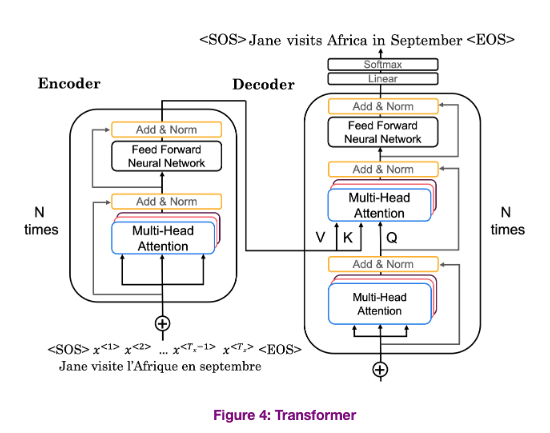 <SOS> Jane visits Africa in September <EOS>
Softmax
Linear
Encoder
Decoder
Add & Norm
Feed Forward
Neural Network
Add & Norm
Multi-Head
Attention
N
times
Add & Norm
Feed Forward
Neural Network
Add & Norm
Multi-Head
Attention
V K Q
Add & Norm
Multi-Head
Attention
N
times
<SOS> x<1> x<2> ... x<Tx-1> x<Tx> <EOS>
Jane visite l'Afrique en septembre
Figure 4: Transformer